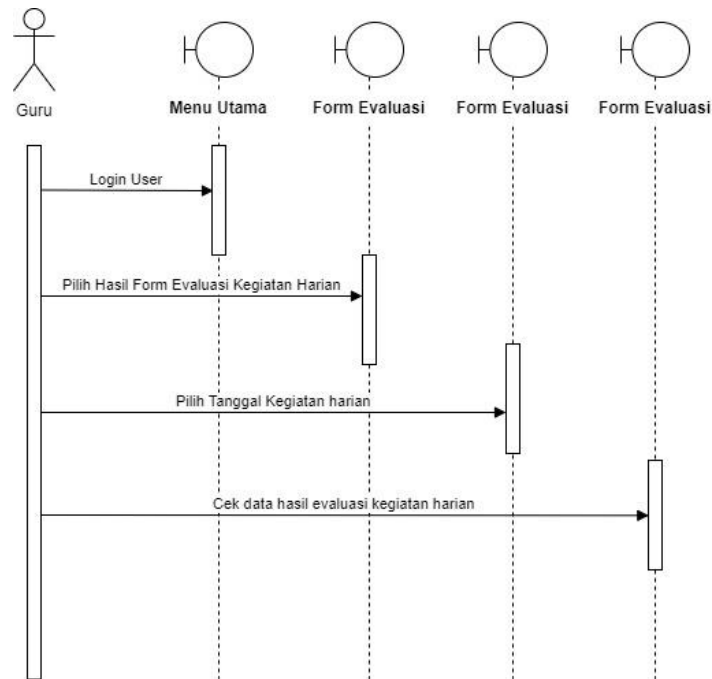 Guru
Menu Utama
Form Evaluasi
Form Evaluasi
Form Evaluasi
Login User
Pilih Hasil Form Evaluasi Kegiatan Harian
Pilih Tanggal Kegiatan harian
Cek data hasil evaluasi kegiatan harian